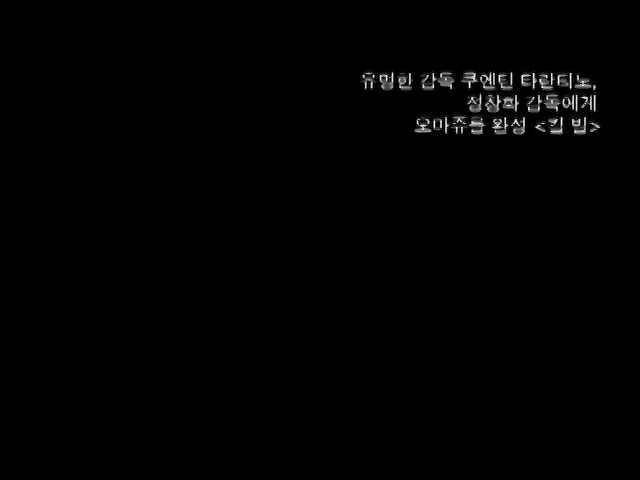 유명한 감독 쿠엔틴 타란티노,
정창화 감독에게
오마쥬를 완성 <킬 빌>